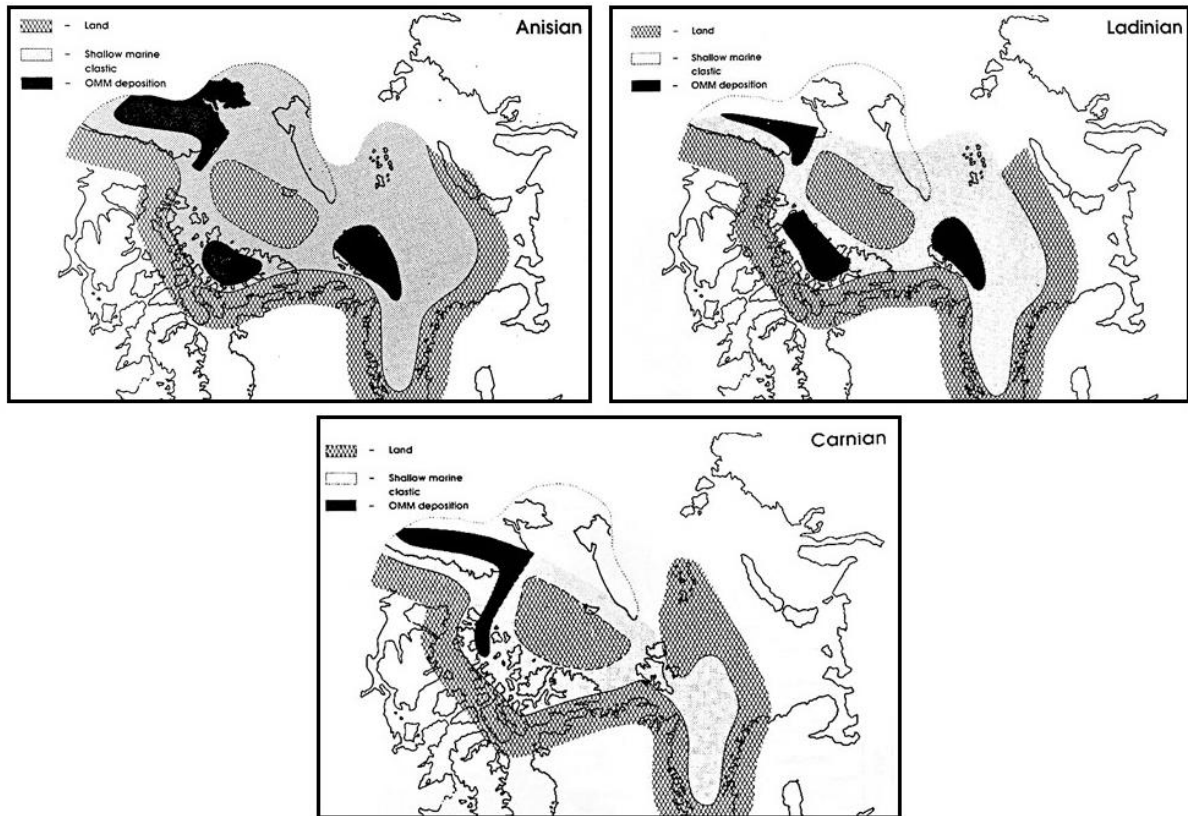 Anisian
- Land
- Shallow marine
clastic
- OMM deposition
Ladinian
- Land
- Shallow marine
clastic
- OMM deposition
Carnian
- Land
- Shallow marine
clastic
- OMM deposition